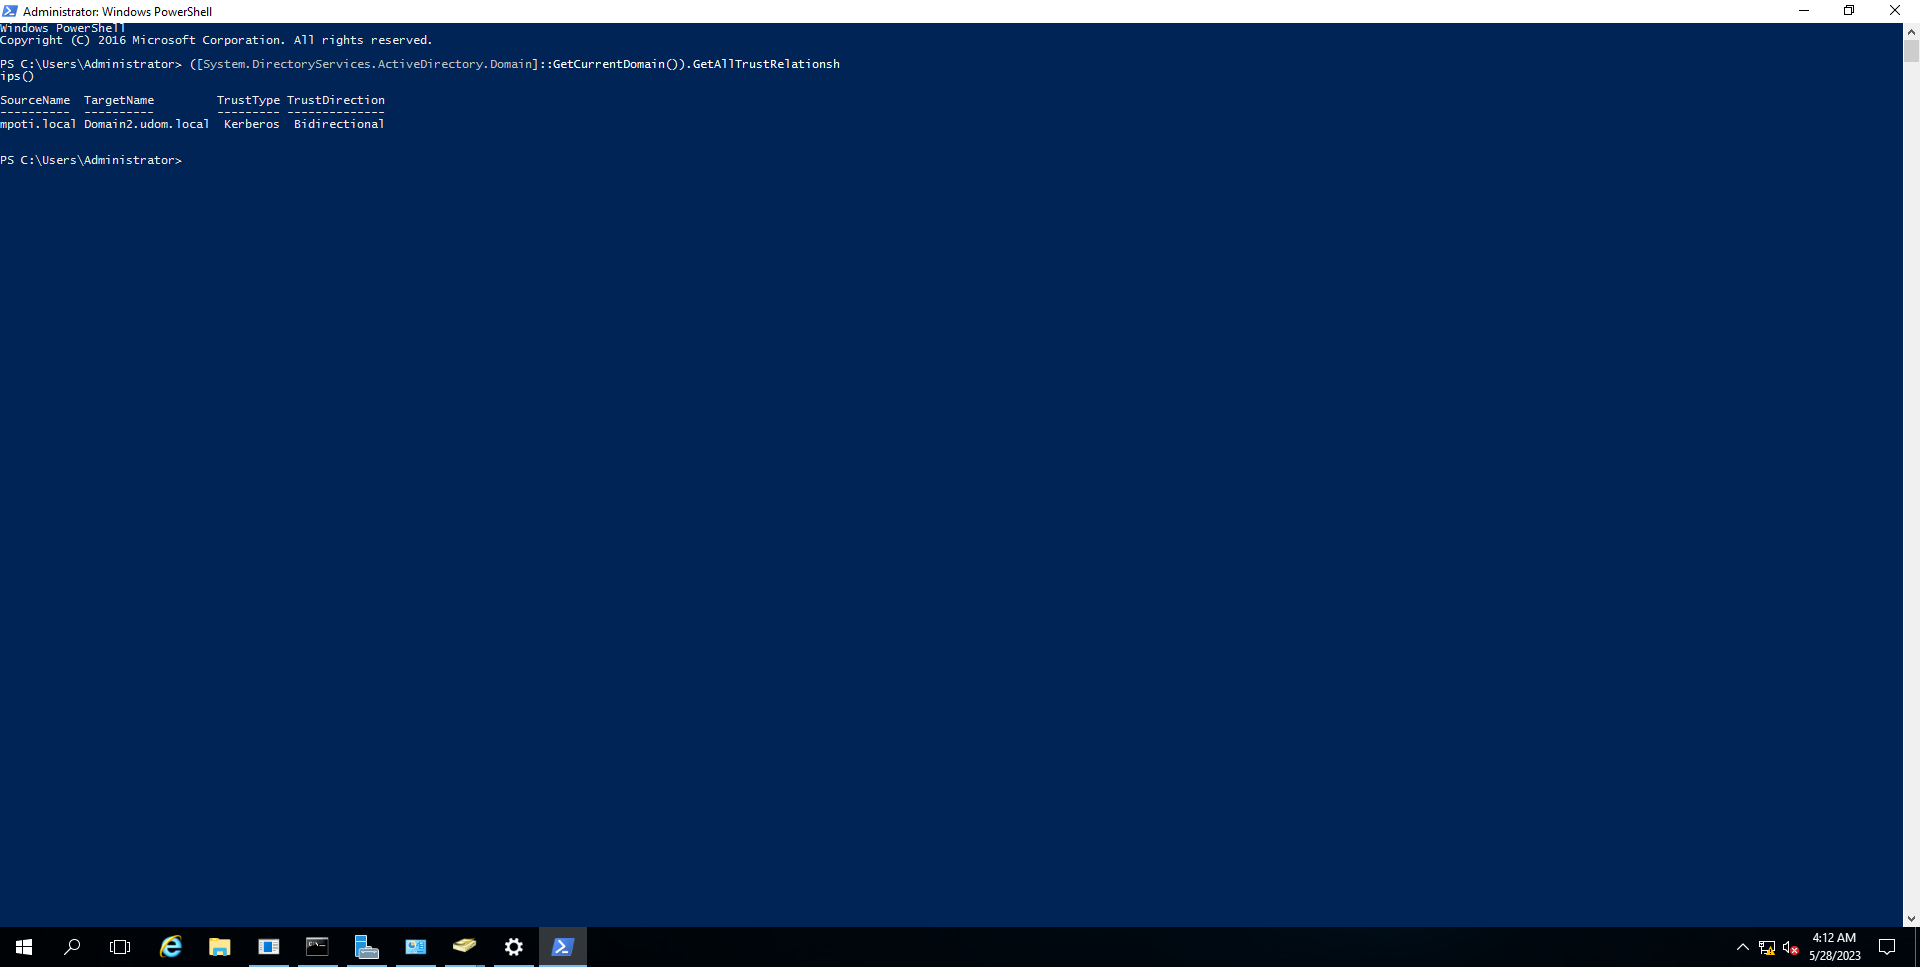 Administrator: Windows PowerShell
Windows PowerShell
Copyright (C) 2016 Microsoft Corporation. All rights reserved.
PS C:\Users\Administrator> ([System.DirectoryServices.ActiveDirectory.Domain]::GetCurrentDomain()).GetAllTrustRelationsh
ips()
SourceName  TargetName         TrustType TrustDirection
----------  ----------         --------- --------------
mpoti.local Domain2.udom.local  Kerberos  Bidirectional
PS C:\Users\Administrator>
4:12 AM
5/28/2023